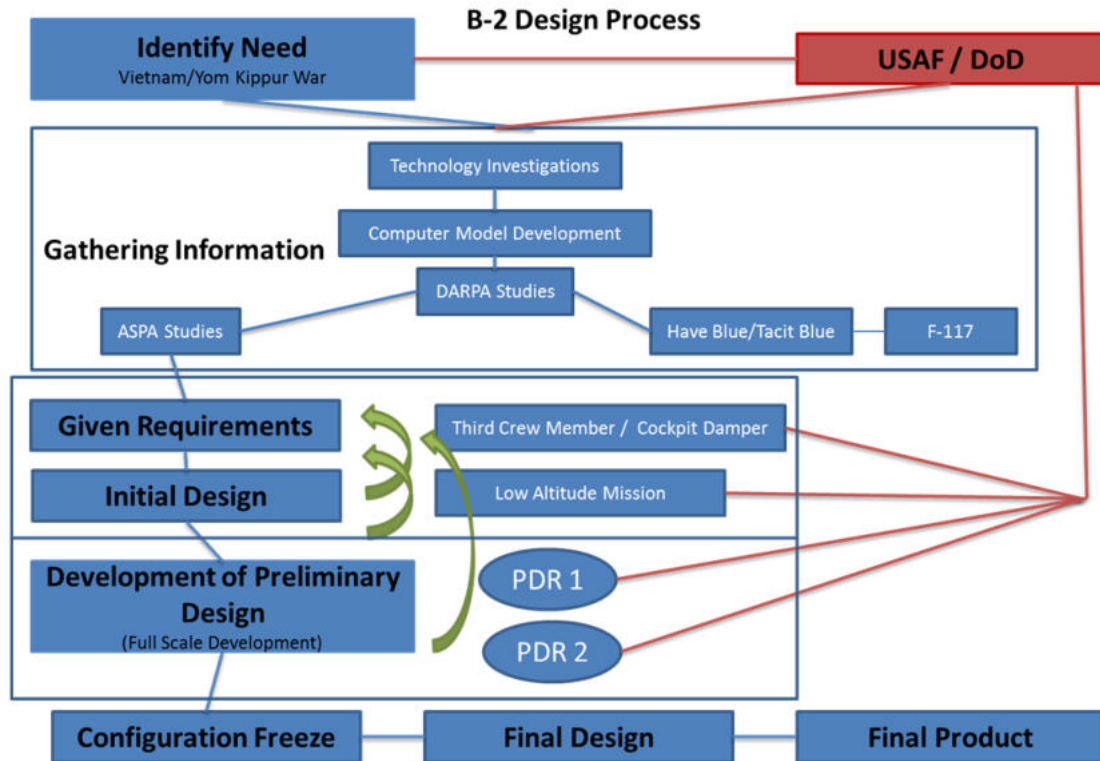 B-2 Design Process
Identify Need
Vietnam/Yom Kippur War
USAF / DoD
Technology Investigations
Computer Model Development
Gathering Information
DARPA Studies
ASPA Studies
Have Blue/Tacit Blue
F-117
Given Requirements
Third Crew Member / Cockpit Damper
Initial Design
Low Altitude Mission
Development of Preliminary
Design
(Full Scale Development)
PDR 1
PDR 2
Configuration Freeze
Final Design
Final Product